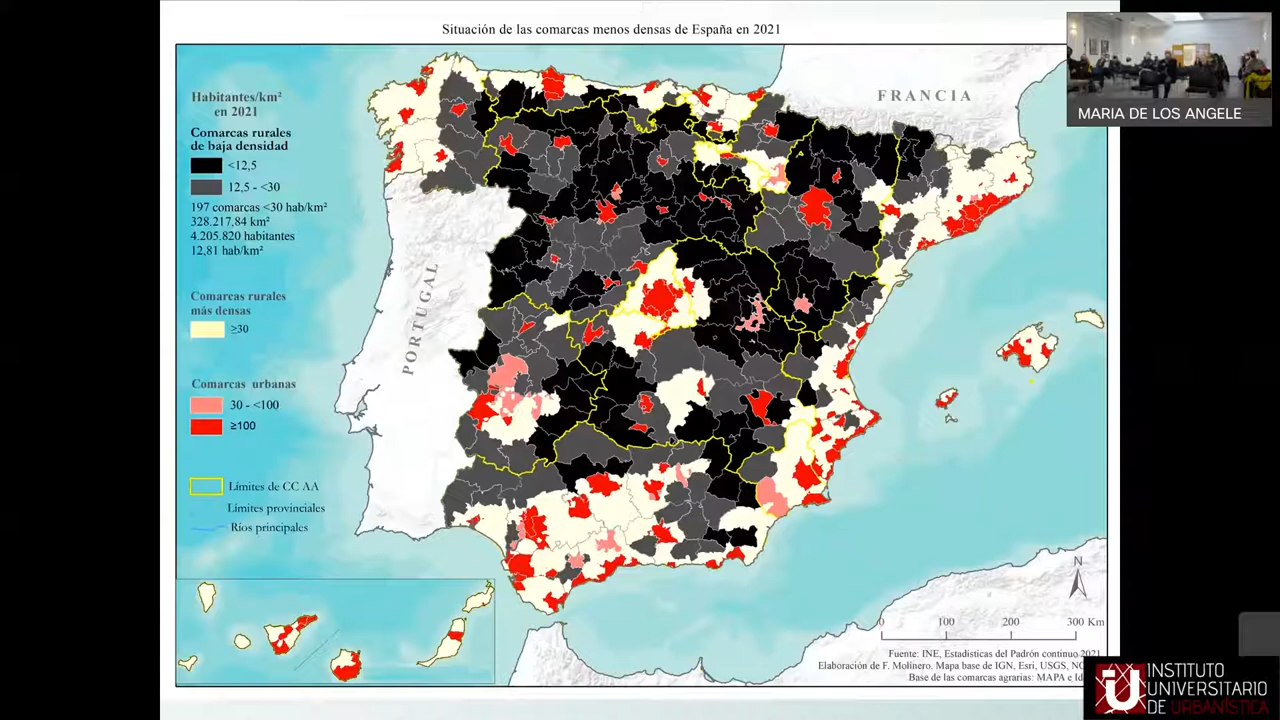 Situación de las comarcas menos densas de España en 2021
Habitantes/km²
en 2021
Comarcas rurales
de baja densidad
<12,5
12,5 - <30
197 comarcas <30 hab/km²
328.217,84 km²
4.205.820 habitantes
12,81 hab/km²
Comarcas rurales
más densas
≥30
Comarcas urbanas
30 - <100
≥100
Límites de CC AA
Límites provinciales
Ríos principales
FRANCIA
PORTUGAL
MARIA DE LOS ANGELE
N
0 100 200 300 Km
Fuente: INE, Estadísticas del Padrón continuo 2021
Elaboración de F. Molinero. Mapa base de IGN, Esri, USGS,
Base de las comarcas agrarias: MAPA e
iU
INSTITUTO
UNIVERSITARIO
DE URBANÍSTICA